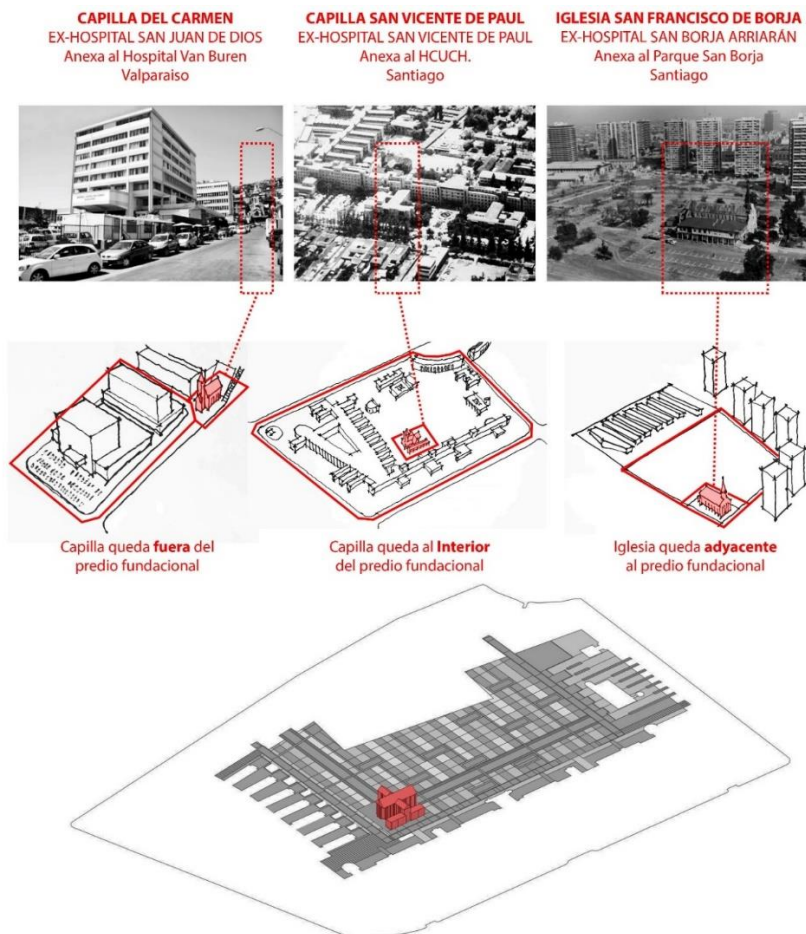 CAPILLA DEL CARMEN
EX-HOSPITAL SAN JUAN DE DIOS
Anexa al Hospital Van Buren
Valparaiso
CAPILLA SAN VICENTE DE PAUL
EX-HOSPITAL SAN VICENTE DE PAUL
Anexa al HCUCH.
Santiago
IGLESIA SAN FRANCISCO DE BORJA
EX-HOSPITAL SAN BORJA ARRIARÁN
Anexa al Parque San Borja
Santiago
H
Capilla queda fuera del
predio fundacional
Capilla queda al Interior
del predio fundacional
Iglesia queda adyacente
al predio fundacional